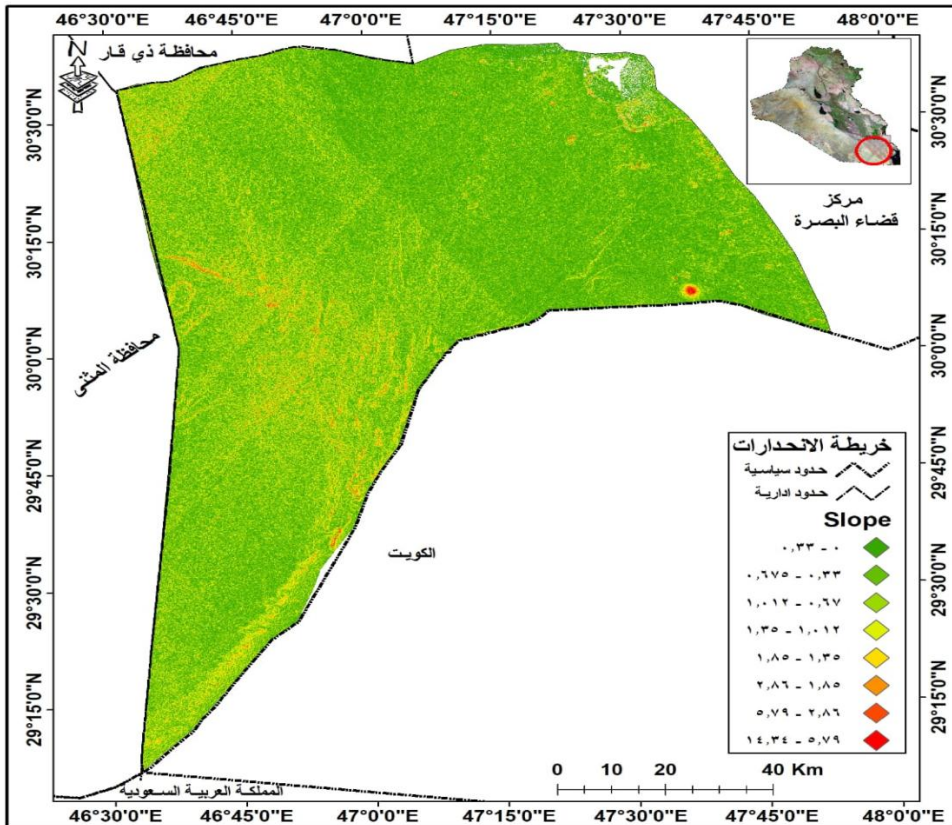 46°30'0"E 46°45'0"E 47°0'0"E 47°15'0"E 47°30'0"E 47°45'0"E 48°0'0"E
محافظة ذي قار
N
مركز
قضاء البصرة
30°30'0"N
30°15'0"N
30°0'0"N
29°45'0"N
29°30'0"N
29°15'0"N
30°30'0"N
30°15'0"N
30°0'0"N
29°45'0"N
29°30'0"N
29°15'0"N
محافظة المثنى
الكويت
خريطة الانحدارات
حدود سياسية
حدود ادارية
Slope
٠ - ٠,٣٣
٠,٣٣ - ٠,٦٧٥
٠,٦٧ - ١,٠١٢
١,٠١٢ - ١,٣٥
١,٣٥ - ١,٨٥
١,٨٥ - ٢,٨٦
٢,٨٦ - ٥,٧٩
٥,٧٩ - ١٤,٣٤
0 10 20 40 Km
المملكة العربية السعودية
46°30'0"E 46°45'0"E 47°0'0"E 47°15'0"E 47°30'0"E 47°45'0"E 48°0'0"E